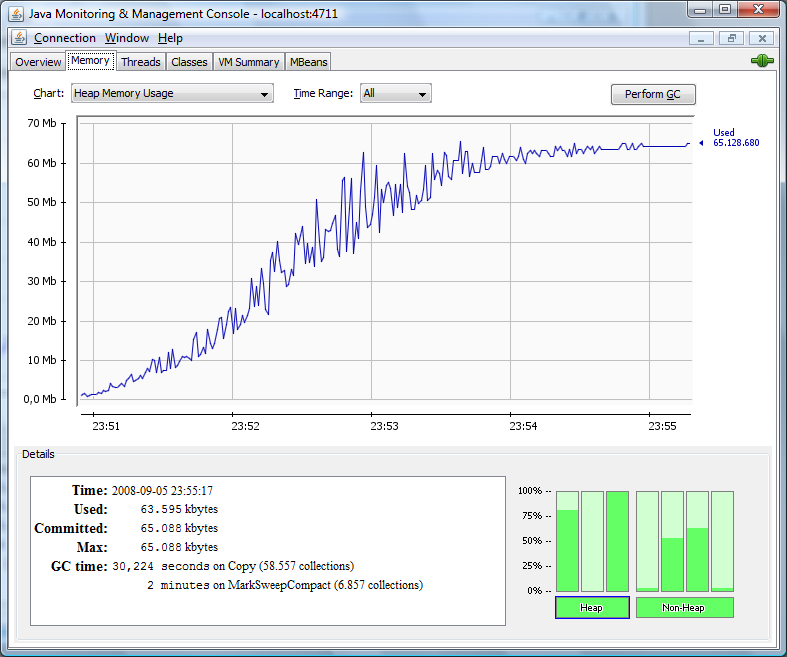 Java Monitoring & Management Console - localhost:4711
Connection Window Help
Overview Memory Threads Classes VM Summary MBeans
Chart: Heap Memory Usage Time Range: All Perform GC
70 Mb
60 Mb
50 Mb
40 Mb
30 Mb
20 Mb
10 Mb
0,0 Mb
Used
65.128.680
23:51 23:52 23:53 23:54 23:55
Details
Time: 2008-09-05 23:55:17
Used: 63.595 kbytes
Committed: 65.088 kbytes
Max: 65.088 kbytes
GC time: 30,224 seconds on Copy (58.557 collections)
2 minutes on MarkSweepCompact (6.857 collections)
100% --
75% --
50% --
25% --
0% --
Heap Non-Heap